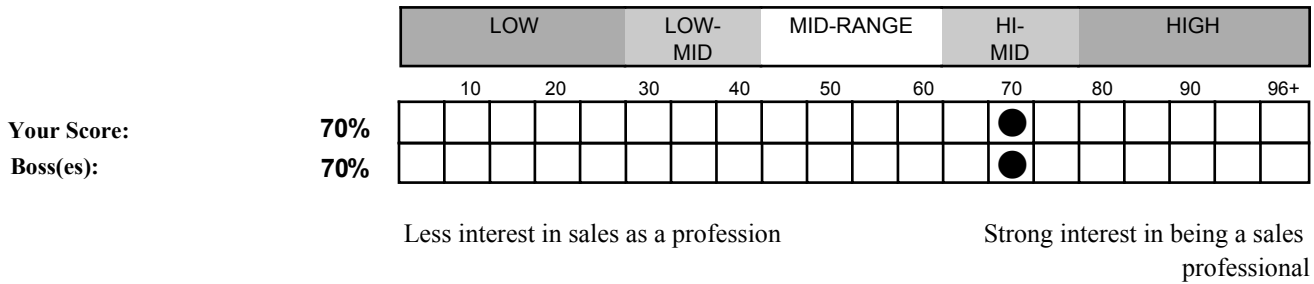 LOW LOW- MID-RANGE HI- HIGH
MID MID
10 20 30 40 50 60 70 80 90 96+
Your Score: 70%
Boss(es): 70%
Less interest in sales as a profession Strong interest in being a sales
professional